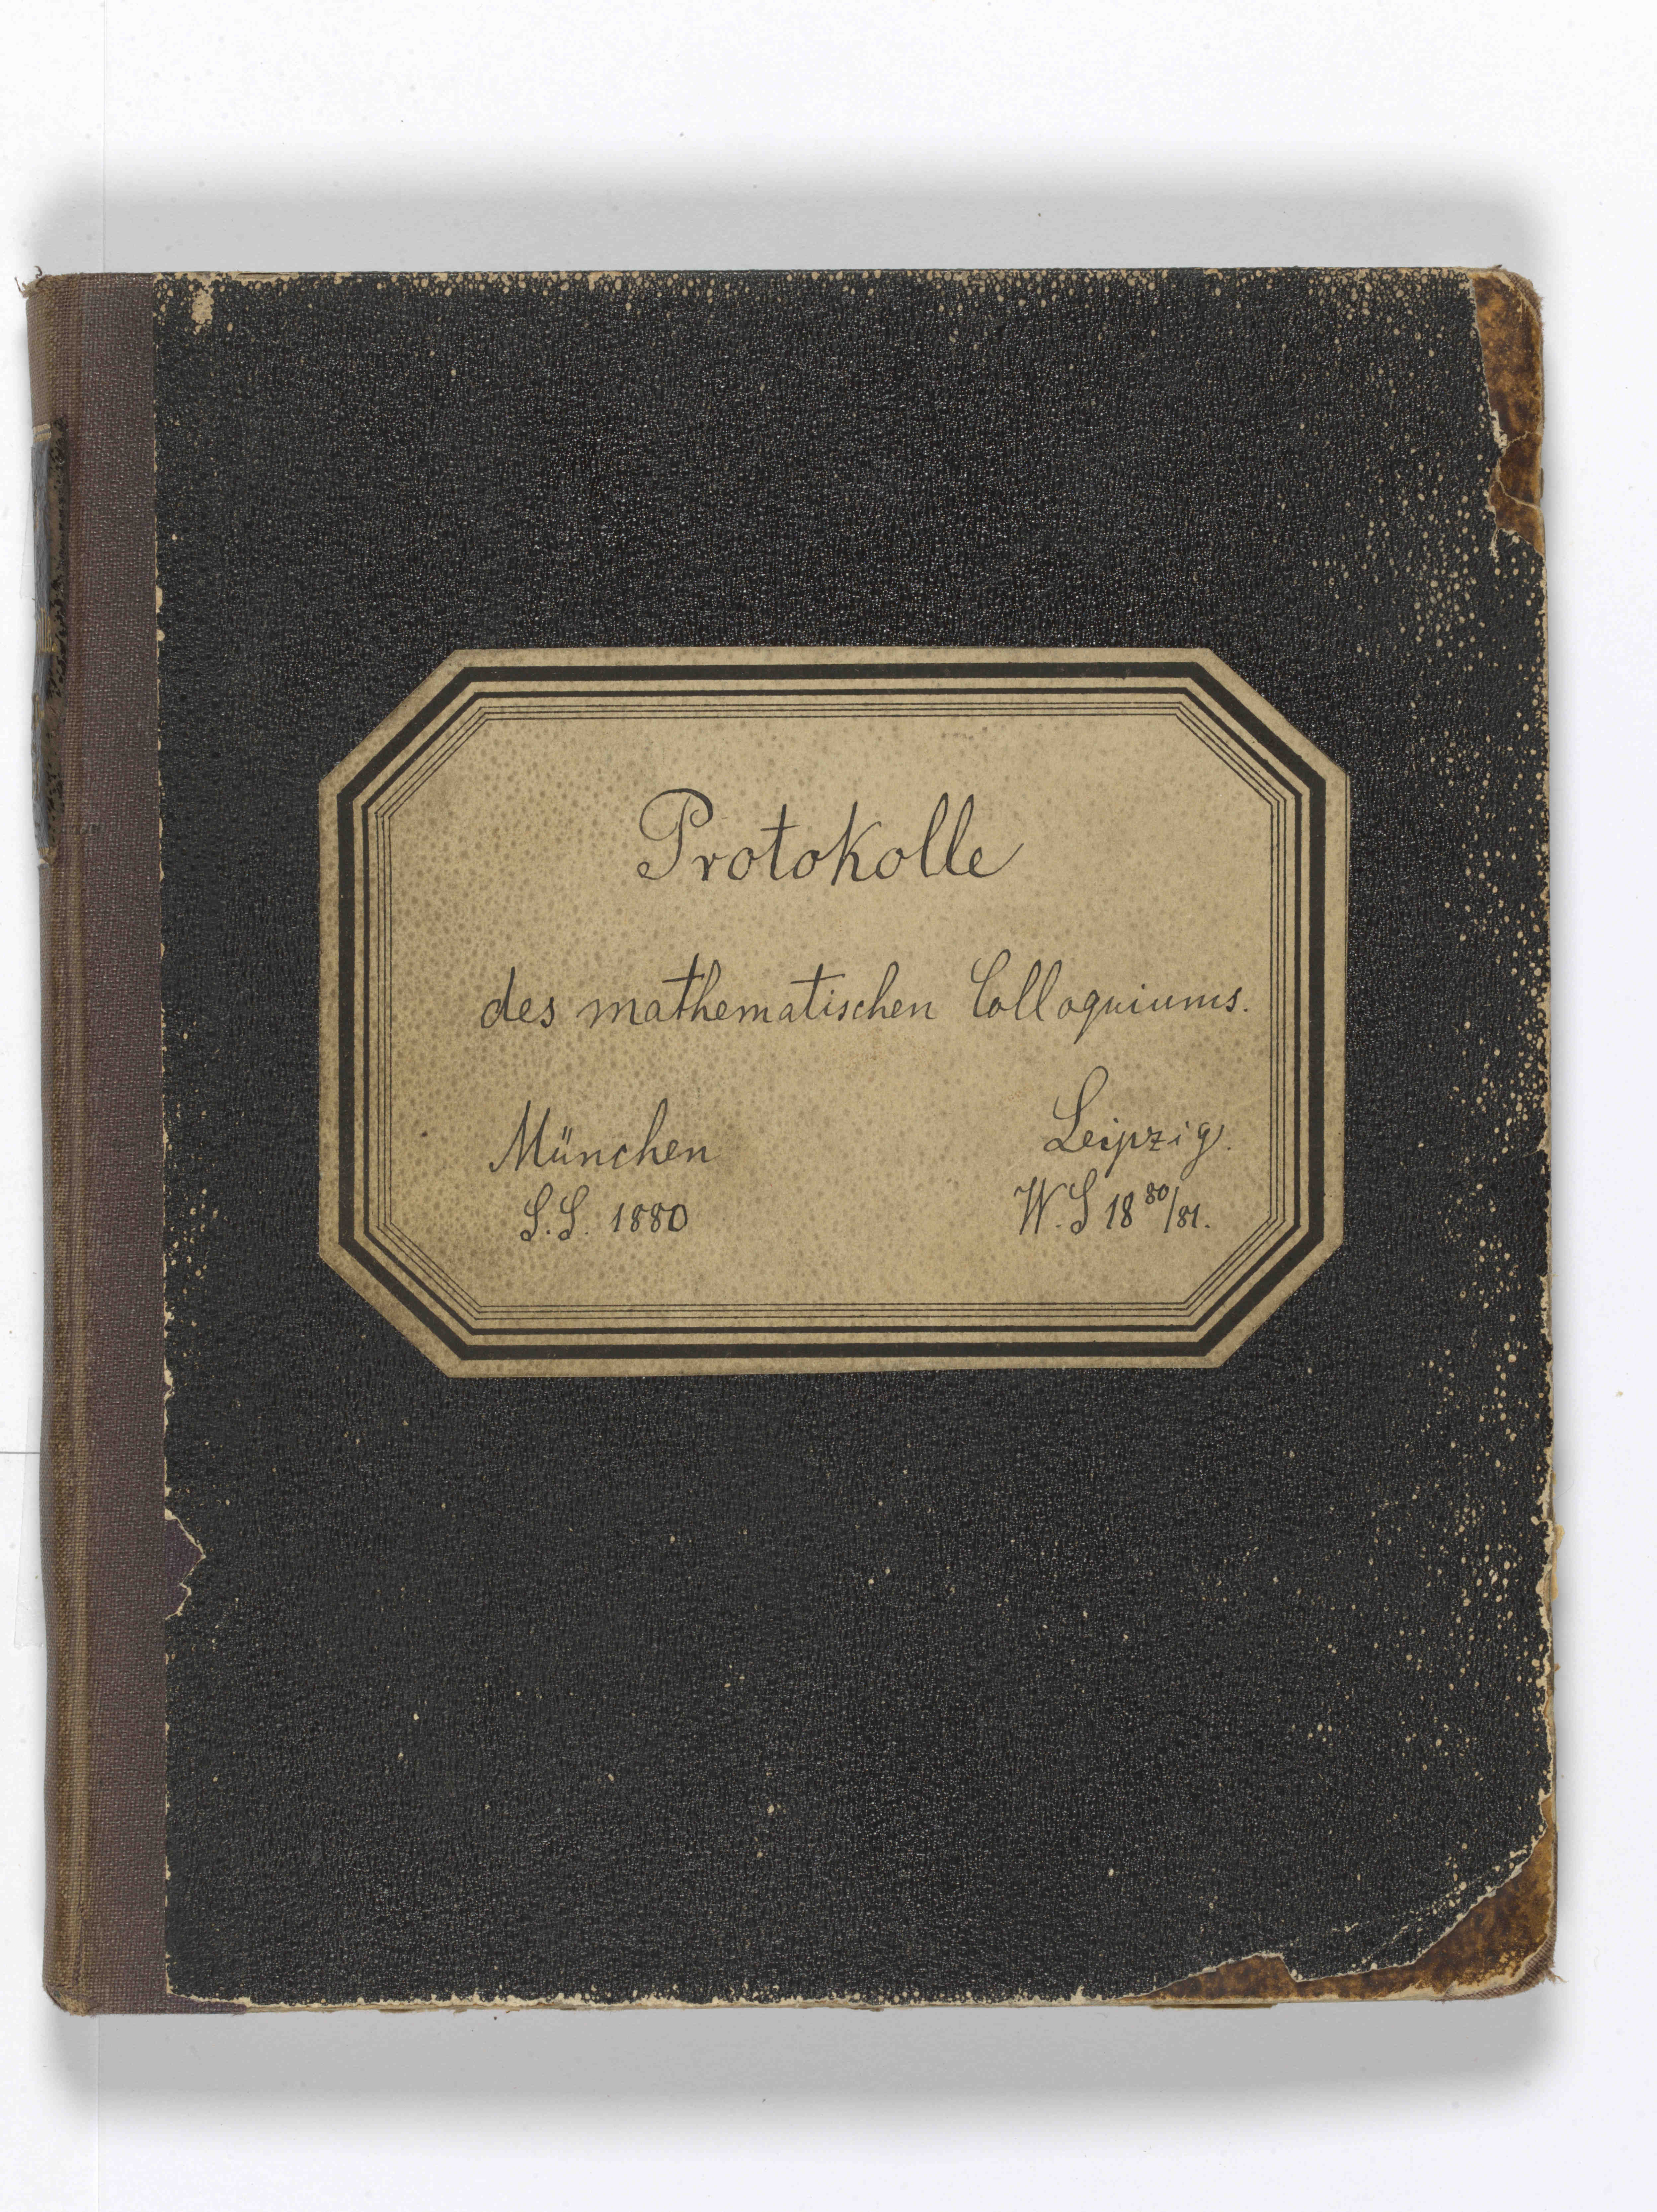 Protokolle
des mathematischen Colloquiums.
München
S.S. 1880
Leipzig.
W.S 18 80/81.